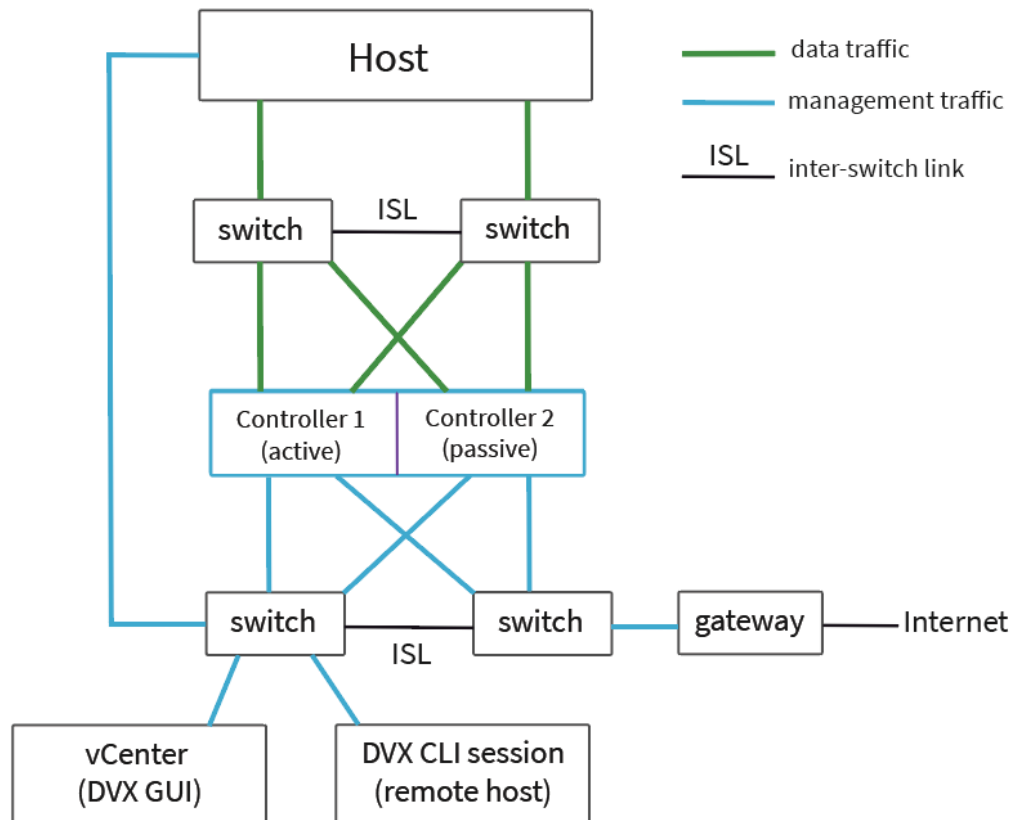 Host
data traffic
management traffic
ISL
inter-switch link
switch
ISL
switch
Controller 1
(active)
Controller 2
(passive)
switch
ISL
switch
gateway
Internet
vCenter
(DVX GUI)
DVX CLI session
(remote host)